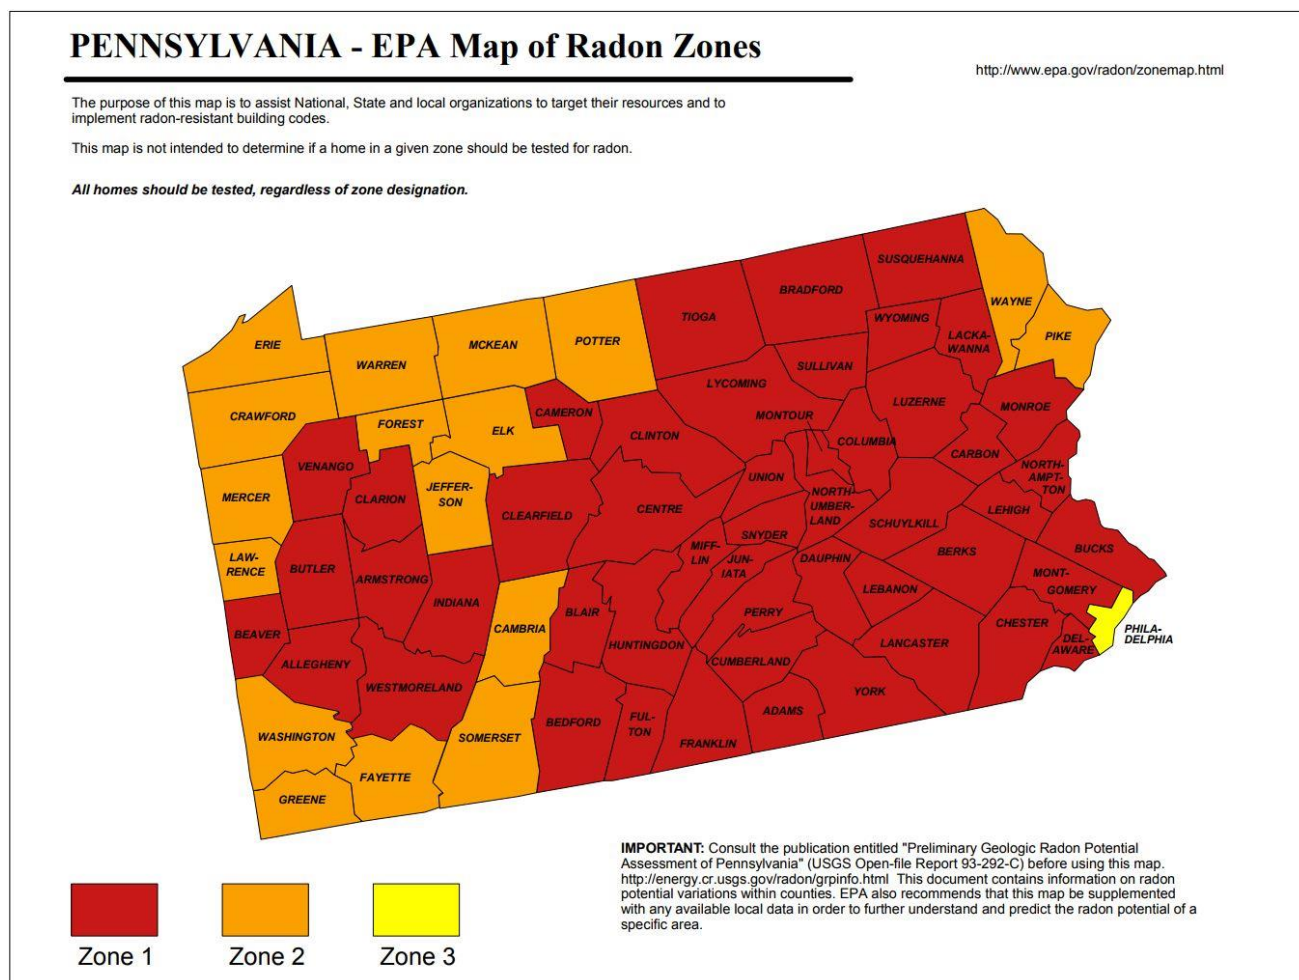 PENNSYLVANIA - EPA Map of Radon Zones
http://www.epa.gov/radon/zonemap.html
The purpose of this map is to assist National, State and local organizations to target their resources and to
implement radon-resistant building codes.
This map is not intended to determine if a home in a given zone should be tested for radon.
All homes should be tested, regardless of zone designation.
SUSQUEHANNA
BRADFORD
WAYNE
TIOGA
WYOMING
PIKE
LACKA-
WANNA
ERIE
MCKEAN
POTTER
WARREN
SULLIVAN
LYCOMING
LUZERNE
MONROE
CRAWFORD
FOREST
ELK
CAMERON
MONTOUR
CLINTON
COLUMBIA
CARBON
VENANGO
CLARION
NORTH-
AMPT-
TON
UNION
MERCER
JEFFER-
SON
CLEARFIELD
CENTRE
NORTH
UMBER-
LAND
SCHUYLKILL
LEHIGH
SNYDER
MIFF-
LIN
JUN-
IATA
DAUPHIN
BERKS
BUCKS
LAW-
RENCE
BUTLER
ARMSTRONG
INDIANA
MONT-
GOMERY
LEBANON
BLAIR
PERRY
CAMBRIA
CHESTER
PHILA-
DELPHIA
DEL-
AWARE
BEAVER
ALLEGHENY
HUNTINGDON
LANCASTER
CUMBERLAND
WESTMORELAND
YORK
ADAMS
BEDFORD
FUL-
TON
FRANKLIN
WASHINGTON
SOMERSET
FAYETTE
GREENE
IMPORTANT: Consult the publication entitled "Preliminary Geologic Radon Potential
Assessment of Pennsylvania" (USGS Open-file Report 93-292-C) before using this map.
http://energy.cr.usgs.gov/radon/grpinfo.html This document contains information on radon
potential variations within counties. EPA also recommends that this map be supplemented
with any available local data in order to further understand and predict the radon potential of a
specific area.
Zone 1
Zone 2
Zone 3